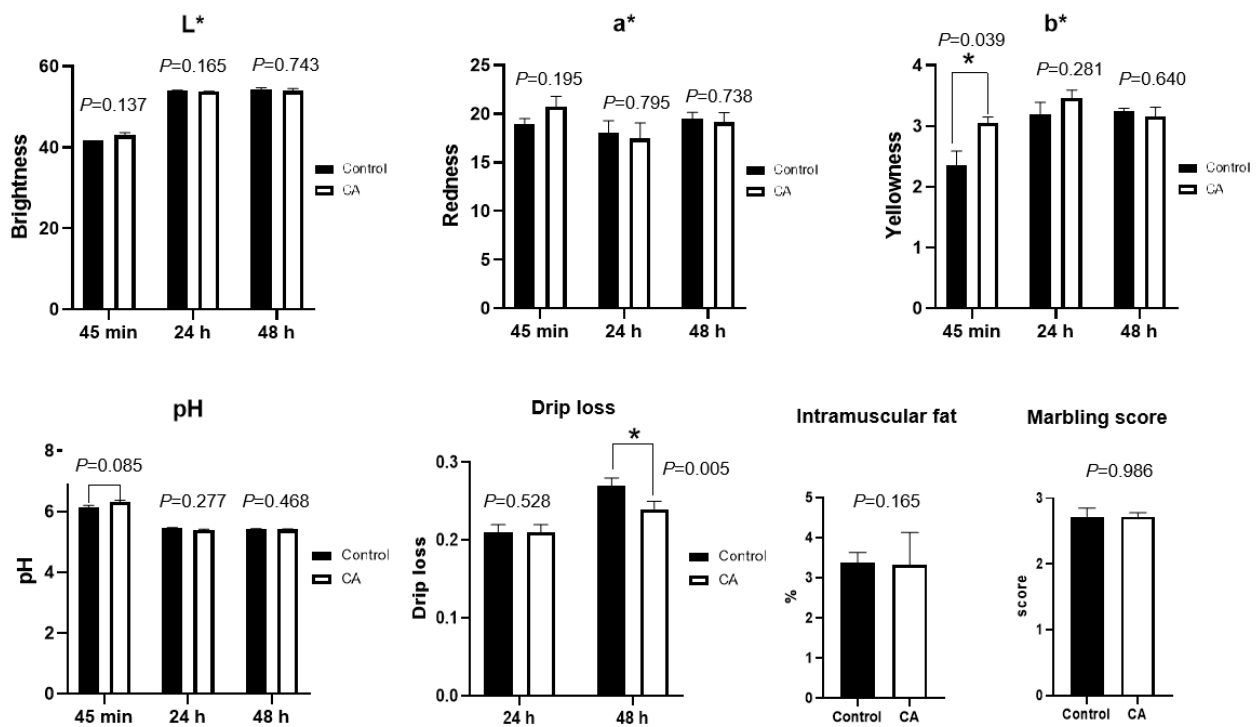 L*
P=0.137
P=0.165
P=0.743
60
40
20
0
Brightness
45 min
24 h
48 h
Control
CA
a*
P=0.195
P=0.795
P=0.738
25
20
15
10
5
0
Redness
45 min
24 h
48 h
Control
CA
b*
P=0.039
*
P=0.281
P=0.640
4
3
2
1
0
Yellowness
45 min
24 h
48 h
Control
CA
pH
P=0.085
P=0.277
P=0.468
8
6
4
2
0
pH
45 min
24 h
48 h
Control
CA
Drip loss
*
P=0.528
P=0.005
0.3
0.2
0.1
0.0
Drip loss
24 h
48 h
Control
CA
Intramuscular fat
P=0.165
5
4
3
2
1
0
%
Control
CA
Marbling score
P=0.986
3
2
1
0
score
Control
CA